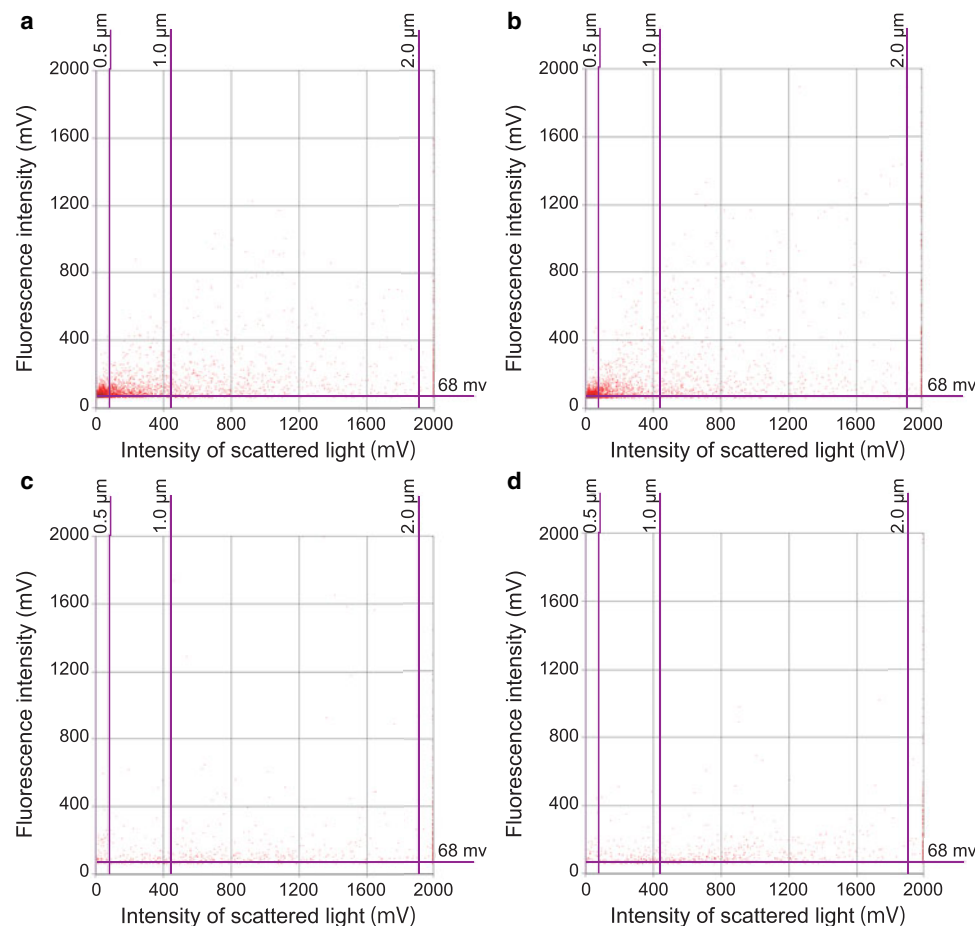 a
0.5 µm
1.0 µm
2.0 µm
2000
1600
1200
800
400
0
Fluorescence intensity (mV)
68 mv
0 400 800 1200 1600 2000
Intensity of scattered light (mV)
b
0.5 µm
1.0 µm
2.0 µm
2000
1600
1200
800
400
0
Fluorescence intensity (mV)
68 mv
0 400 800 1200 1600 2000
Intensity of scattered light (mV)
c
0.5 µm
1.0 µm
2.0 µm
2000
1600
1200
800
400
0
Fluorescence intensity (mV)
68 mv
0 400 800 1200 1600 2000
Intensity of scattered light (mV)
d
0.5 µm
1.0 µm
2.0 µm
2000
1600
1200
800
400
0
Fluorescence intensity (mV)
68 mv
0 400 800 1200 1600 2000
Intensity of scattered light (mV)